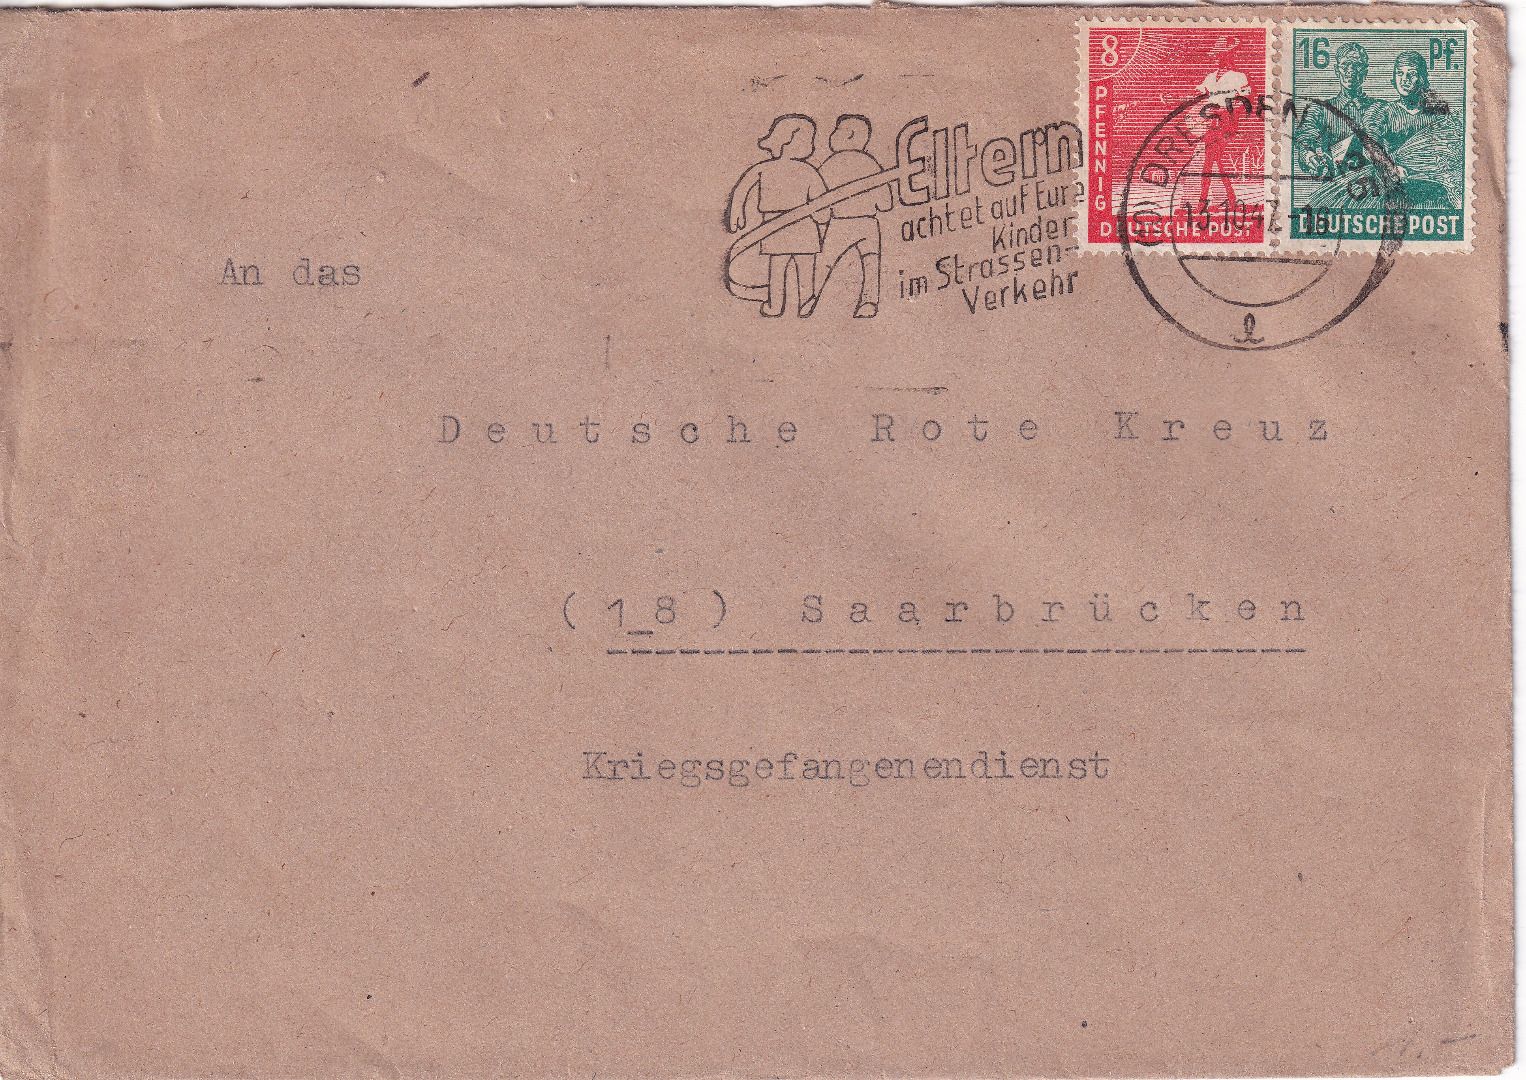 8
PFENNIG
DEUTSCHE POST
16 Pf.
DEUTSCHE POST
Eltern
achtet auf Eure
Kinder
im Strassen-
Verkehr
DRESDEN A
13.10.47
l
An das
Deutsche Rote Kreuz
(18) Saarbrücken
Kriegsgefangenendienst